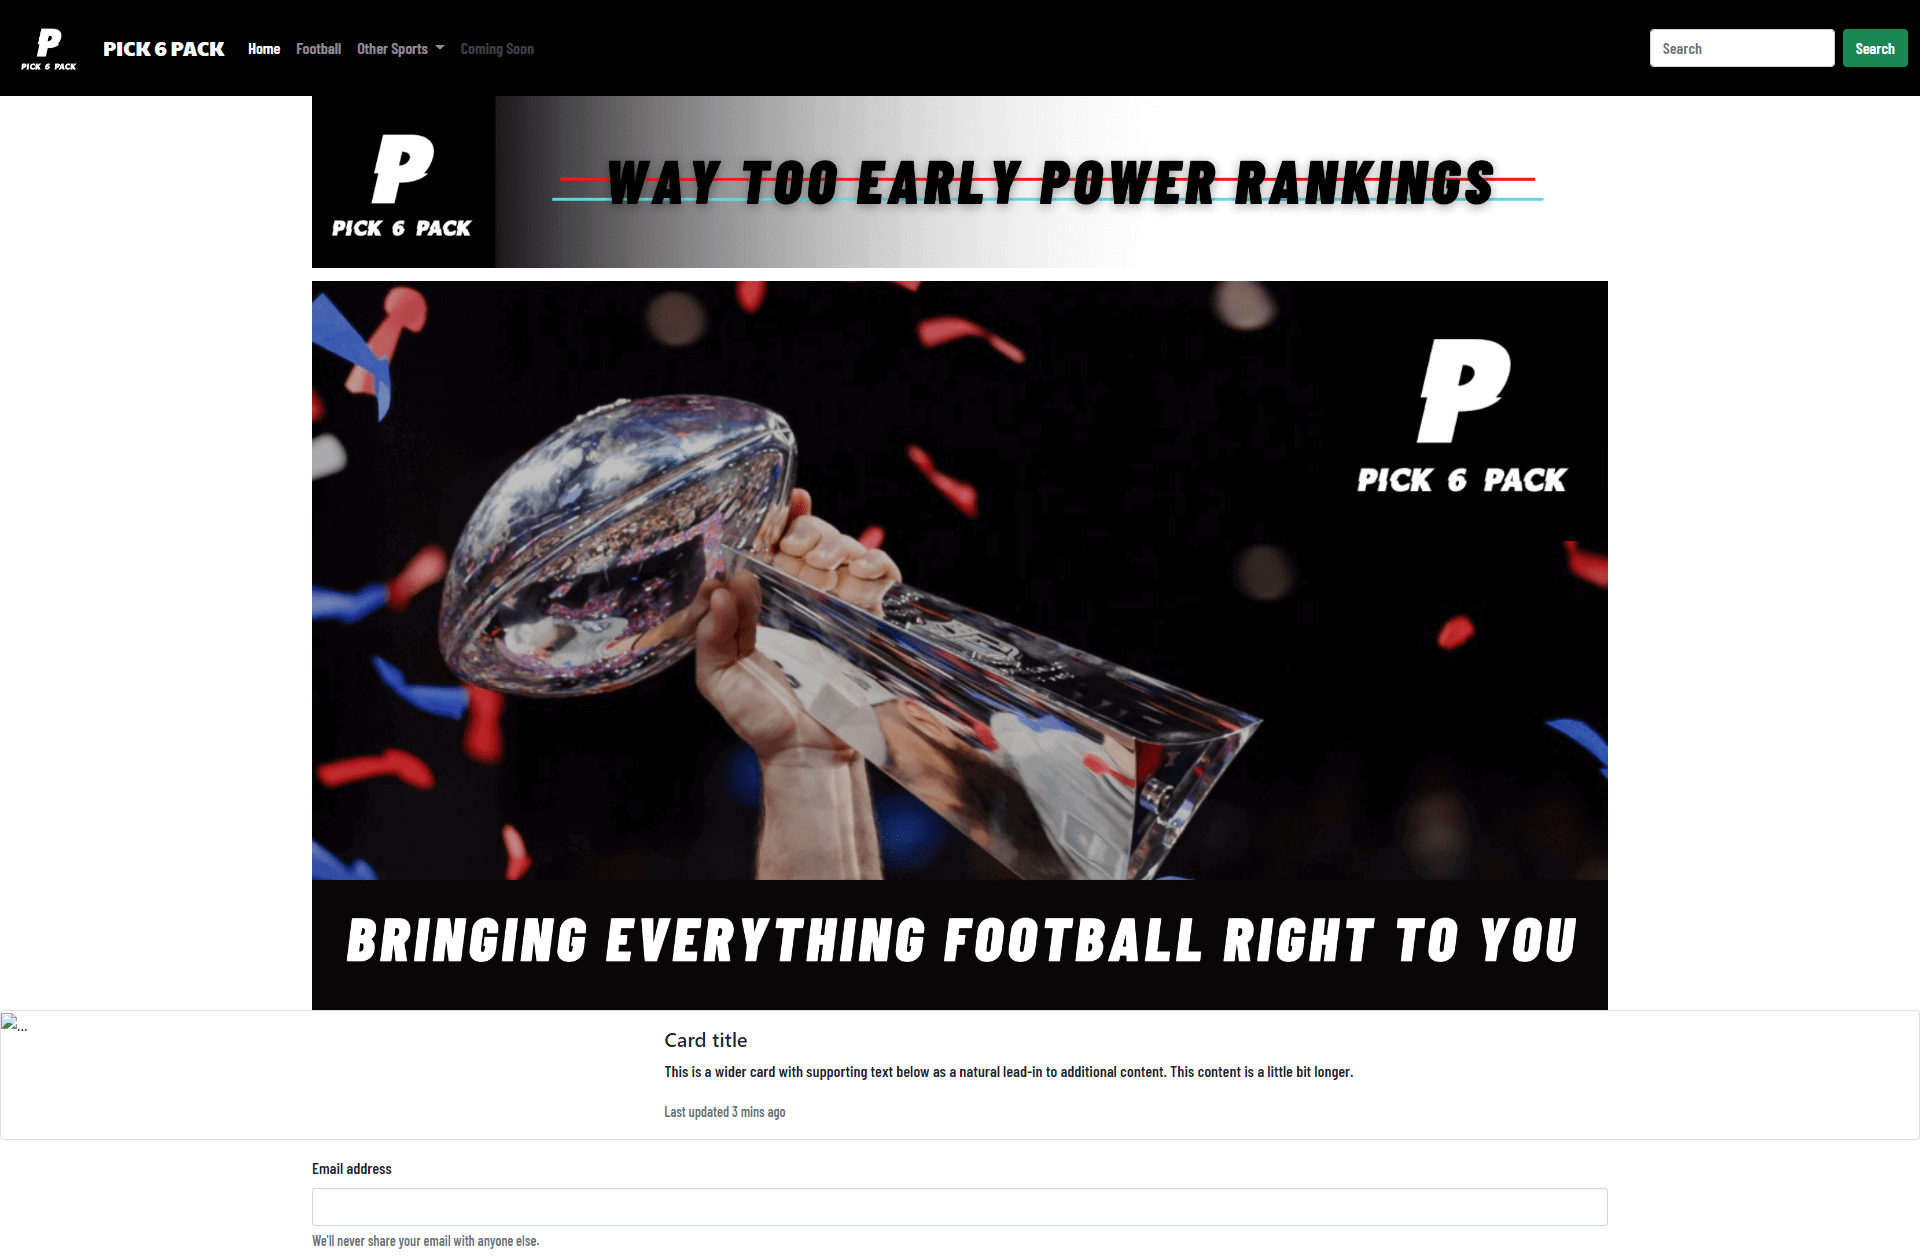 P
PICK 6 PACK
PICK 6 PACK
Home
Football
Other Sports
Coming Soon
Search
Search
P
PICK 6 PACK
WAY TOO EARLY POWER RANKINGS
P
PICK 6 PACK
BRINGING EVERYTHING FOOTBALL RIGHT TO YOU
...
Card title
This is a wider card with supporting text below as a natural lead-in to additional content. This content is a little bit longer.
Last updated 3 mins ago
Email address
We'll never share your email with anyone else.